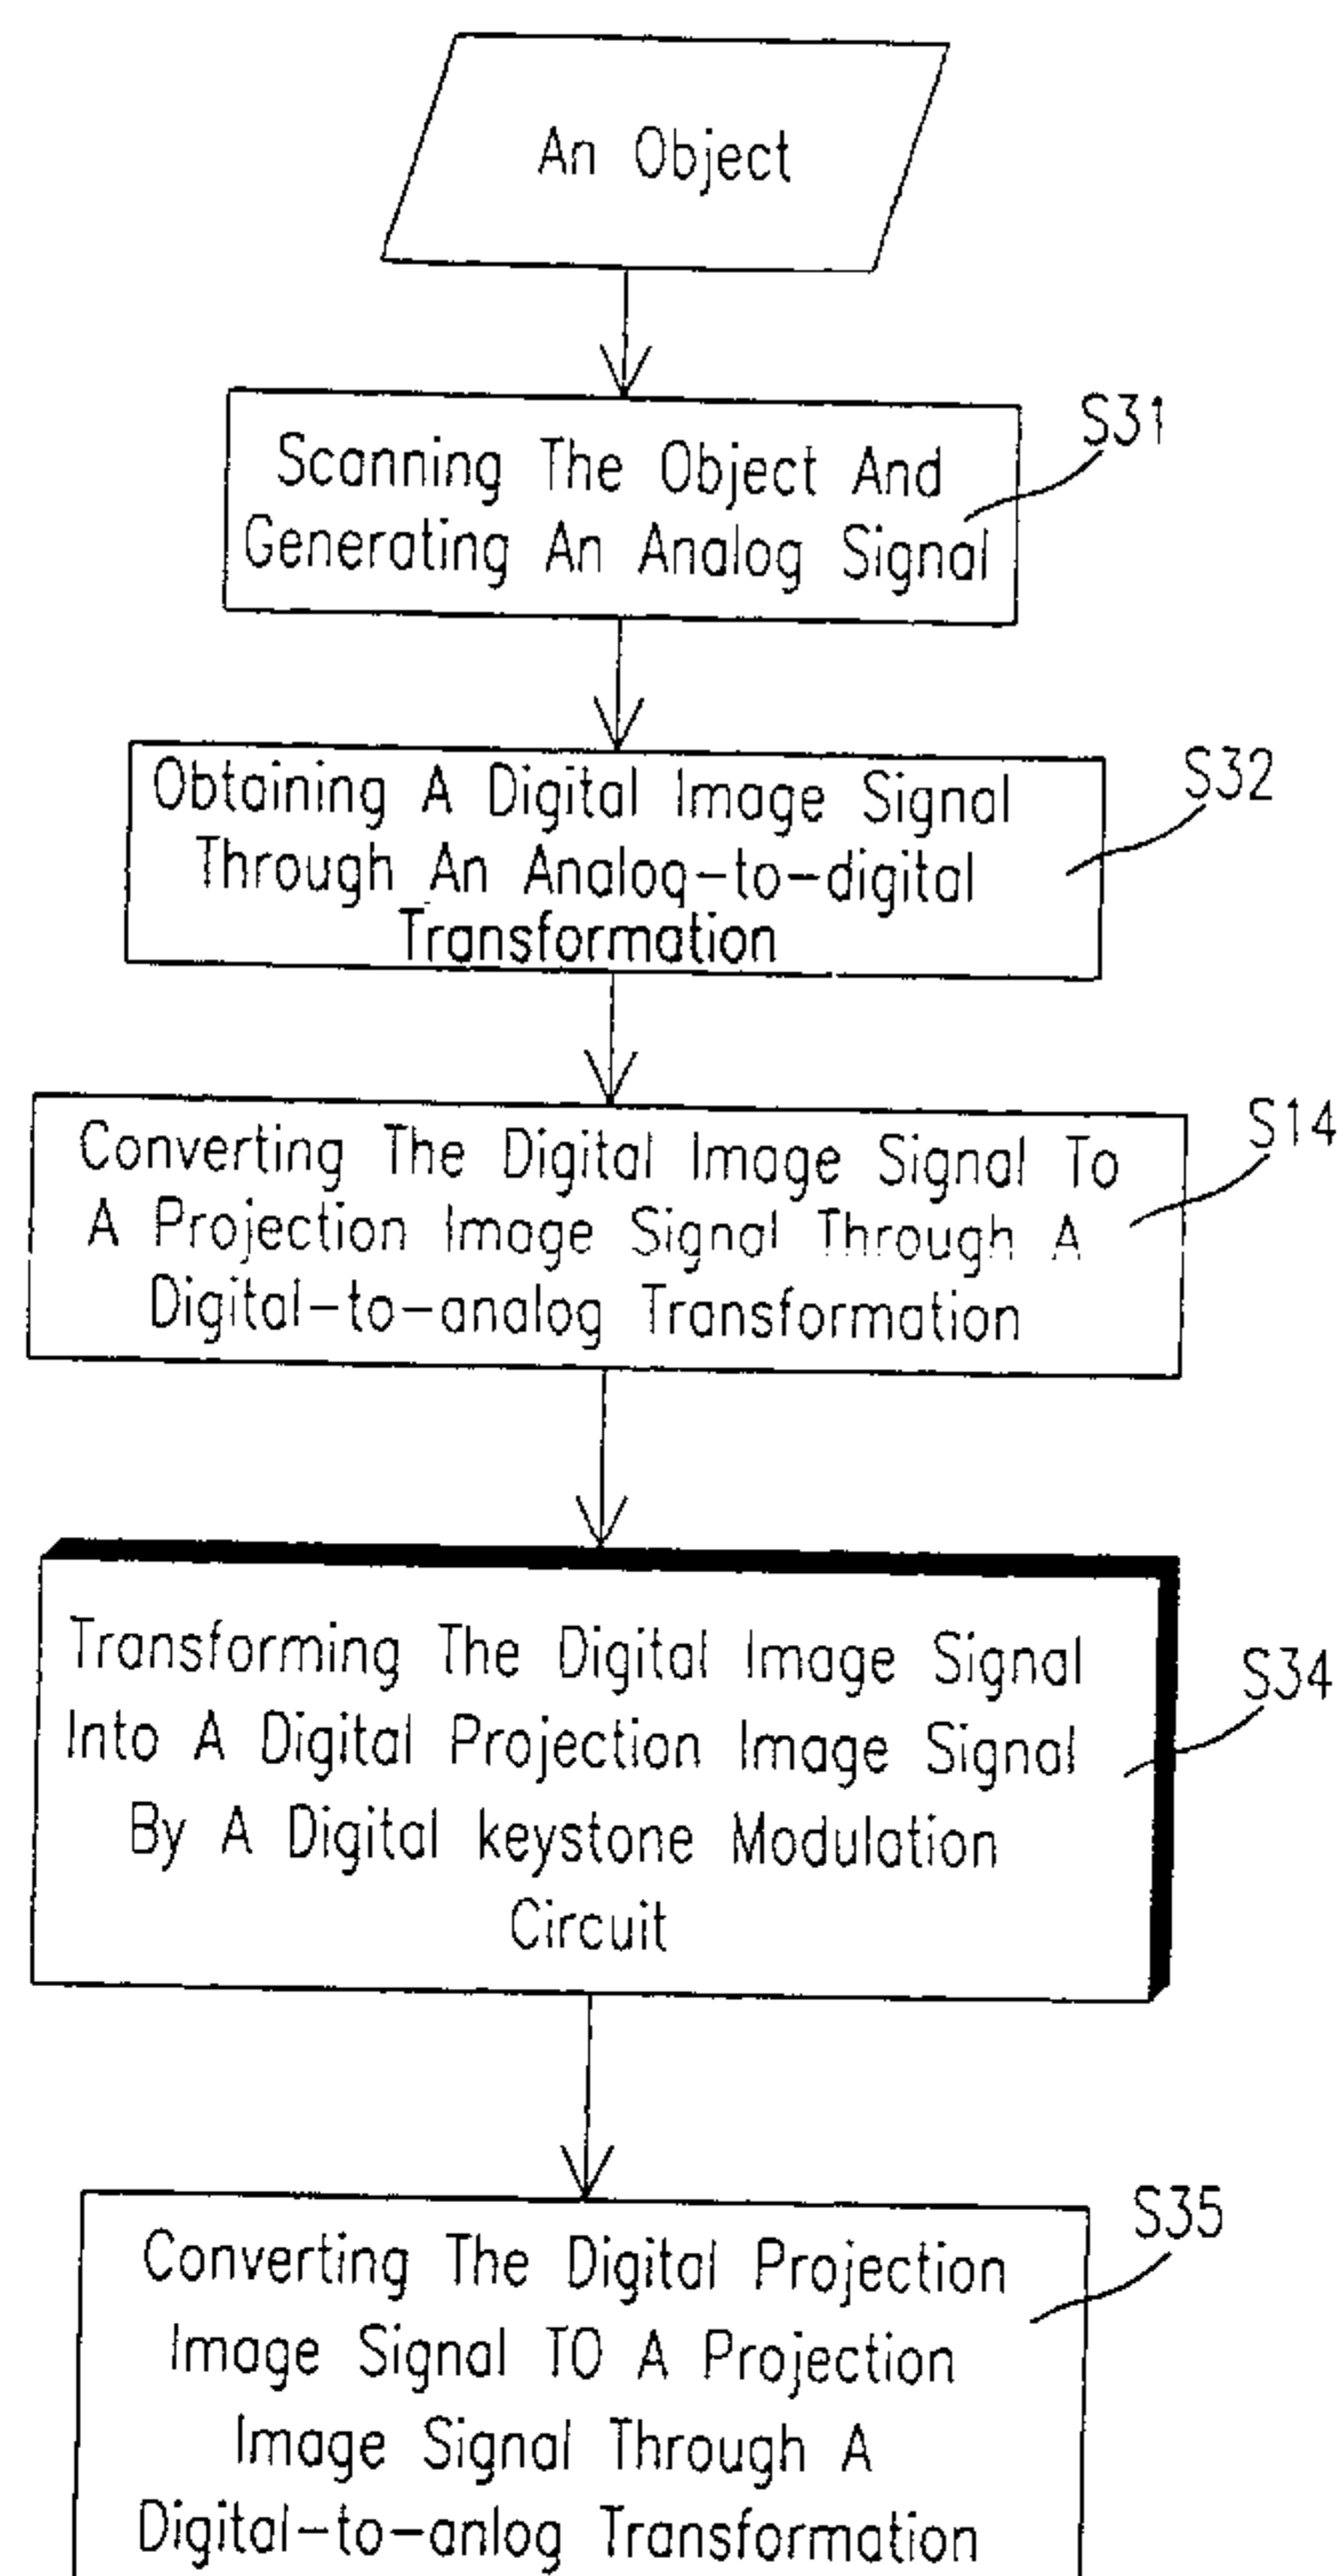 An Object
S31
Scanning The Object And
Generating An Analog Signal
S32
Obtaining A Digital Image Signal
Through An Analog-to-digital
Transformation
S14
Converting The Digital Image Signal To
A Projection Image Signal Through A
Digital-to-analog Transformation
S34
Transforming The Digital Image Signal
Into A Digital Projection Image Signal
By A Digital keystone Modulation
Circuit
S35
Converting The Digital Projection
Image Signal TO A Projection
Image Signal Through A
Digital-to-anlog Transformation